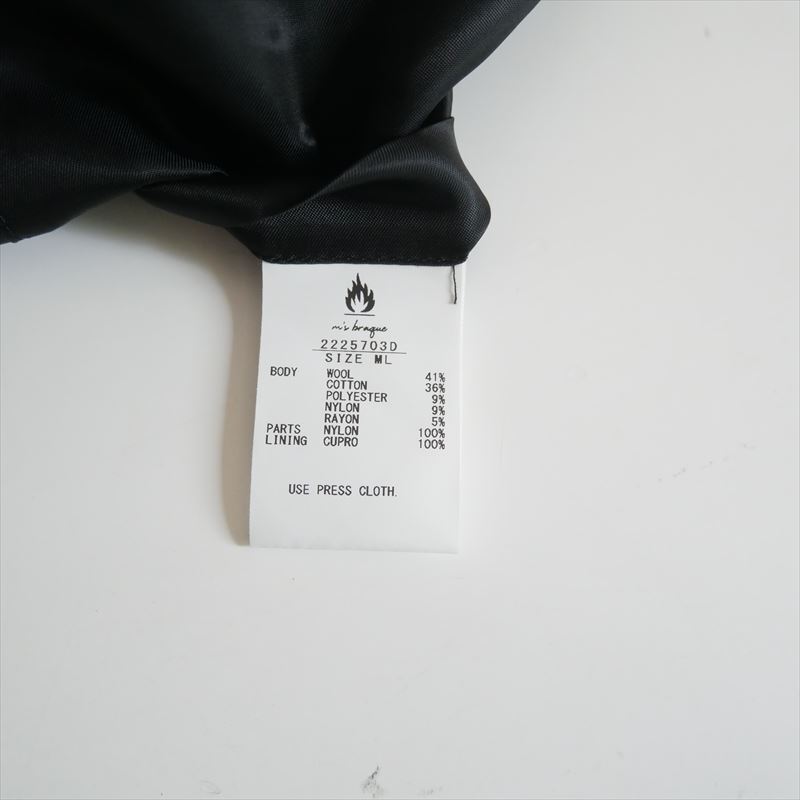 m's braque
2225703D
SIZE ML
BODY WOOL 41%
COTTON 36%
POLYESTER 9%
NYLON 9%
RAYON 5%
PARTS NYLON 100%
LINING CUPRO 100%
USE PRESS CLOTH.